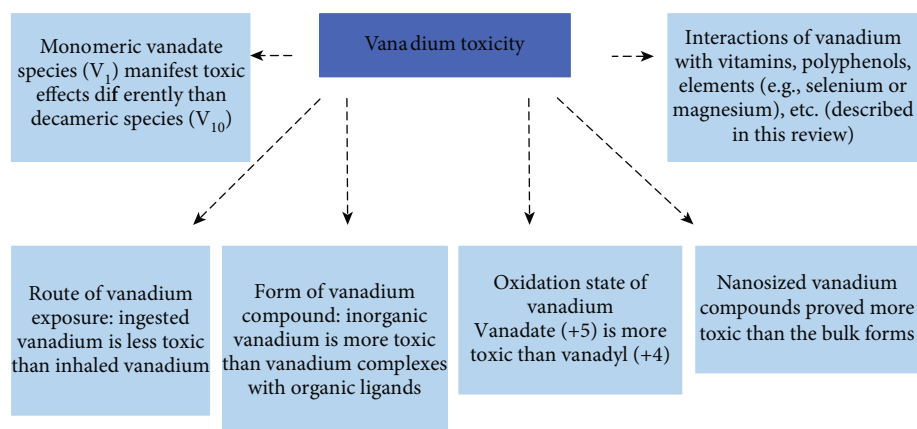 Vanadium toxicity
Monomeric vanadate
species (V₁) manifest toxic
effects dif erently than
decameric species (V₁₀)
Interactions of vanadium
with vitamins, polyphenols,
elements (e.g., selenium or
magnesium), etc. (described
in this review)
Route of vanadium
exposure: ingested
vanadium is less toxic
than inhaled vanadium
Form of vanadium
compound: inorganic
vanadium is more toxic
than vanadium complexes
with organic ligands
Oxidation state of
vanadium
Vanadate (+5) is more
toxic than vanadyl (+4)
Nanosized vanadium
compounds proved more
toxic than the bulk forms